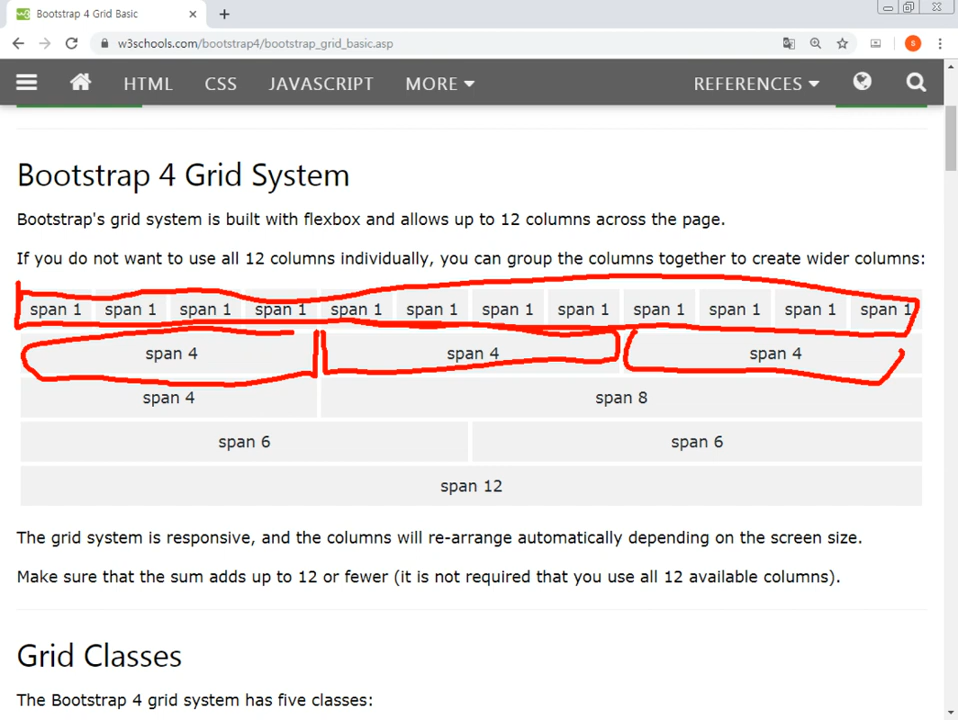 Bootstrap 4 Grid Basic
w3schools.com/bootstrap4/bootstrap_grid_basic.asp
S
HTML CSS JAVASCRIPT MORE REFERENCES
Bootstrap 4 Grid System
Bootstrap's grid system is built with flexbox and allows up to 12 columns across the page.
If you do not want to use all 12 columns individually, you can group the columns together to create wider columns:
span 1 span 1 span 1 span 1 span 1 span 1 span 1 span 1 span 1 span 1 span 1 span 1
span 4 span 4 span 4
span 4 span 8
span 6 span 6
span 12
The grid system is responsive, and the columns will re-arrange automatically depending on the screen size.
Make sure that the sum adds up to 12 or fewer (it is not required that you use all 12 available columns).
Grid Classes
The Bootstrap 4 grid system has five classes: